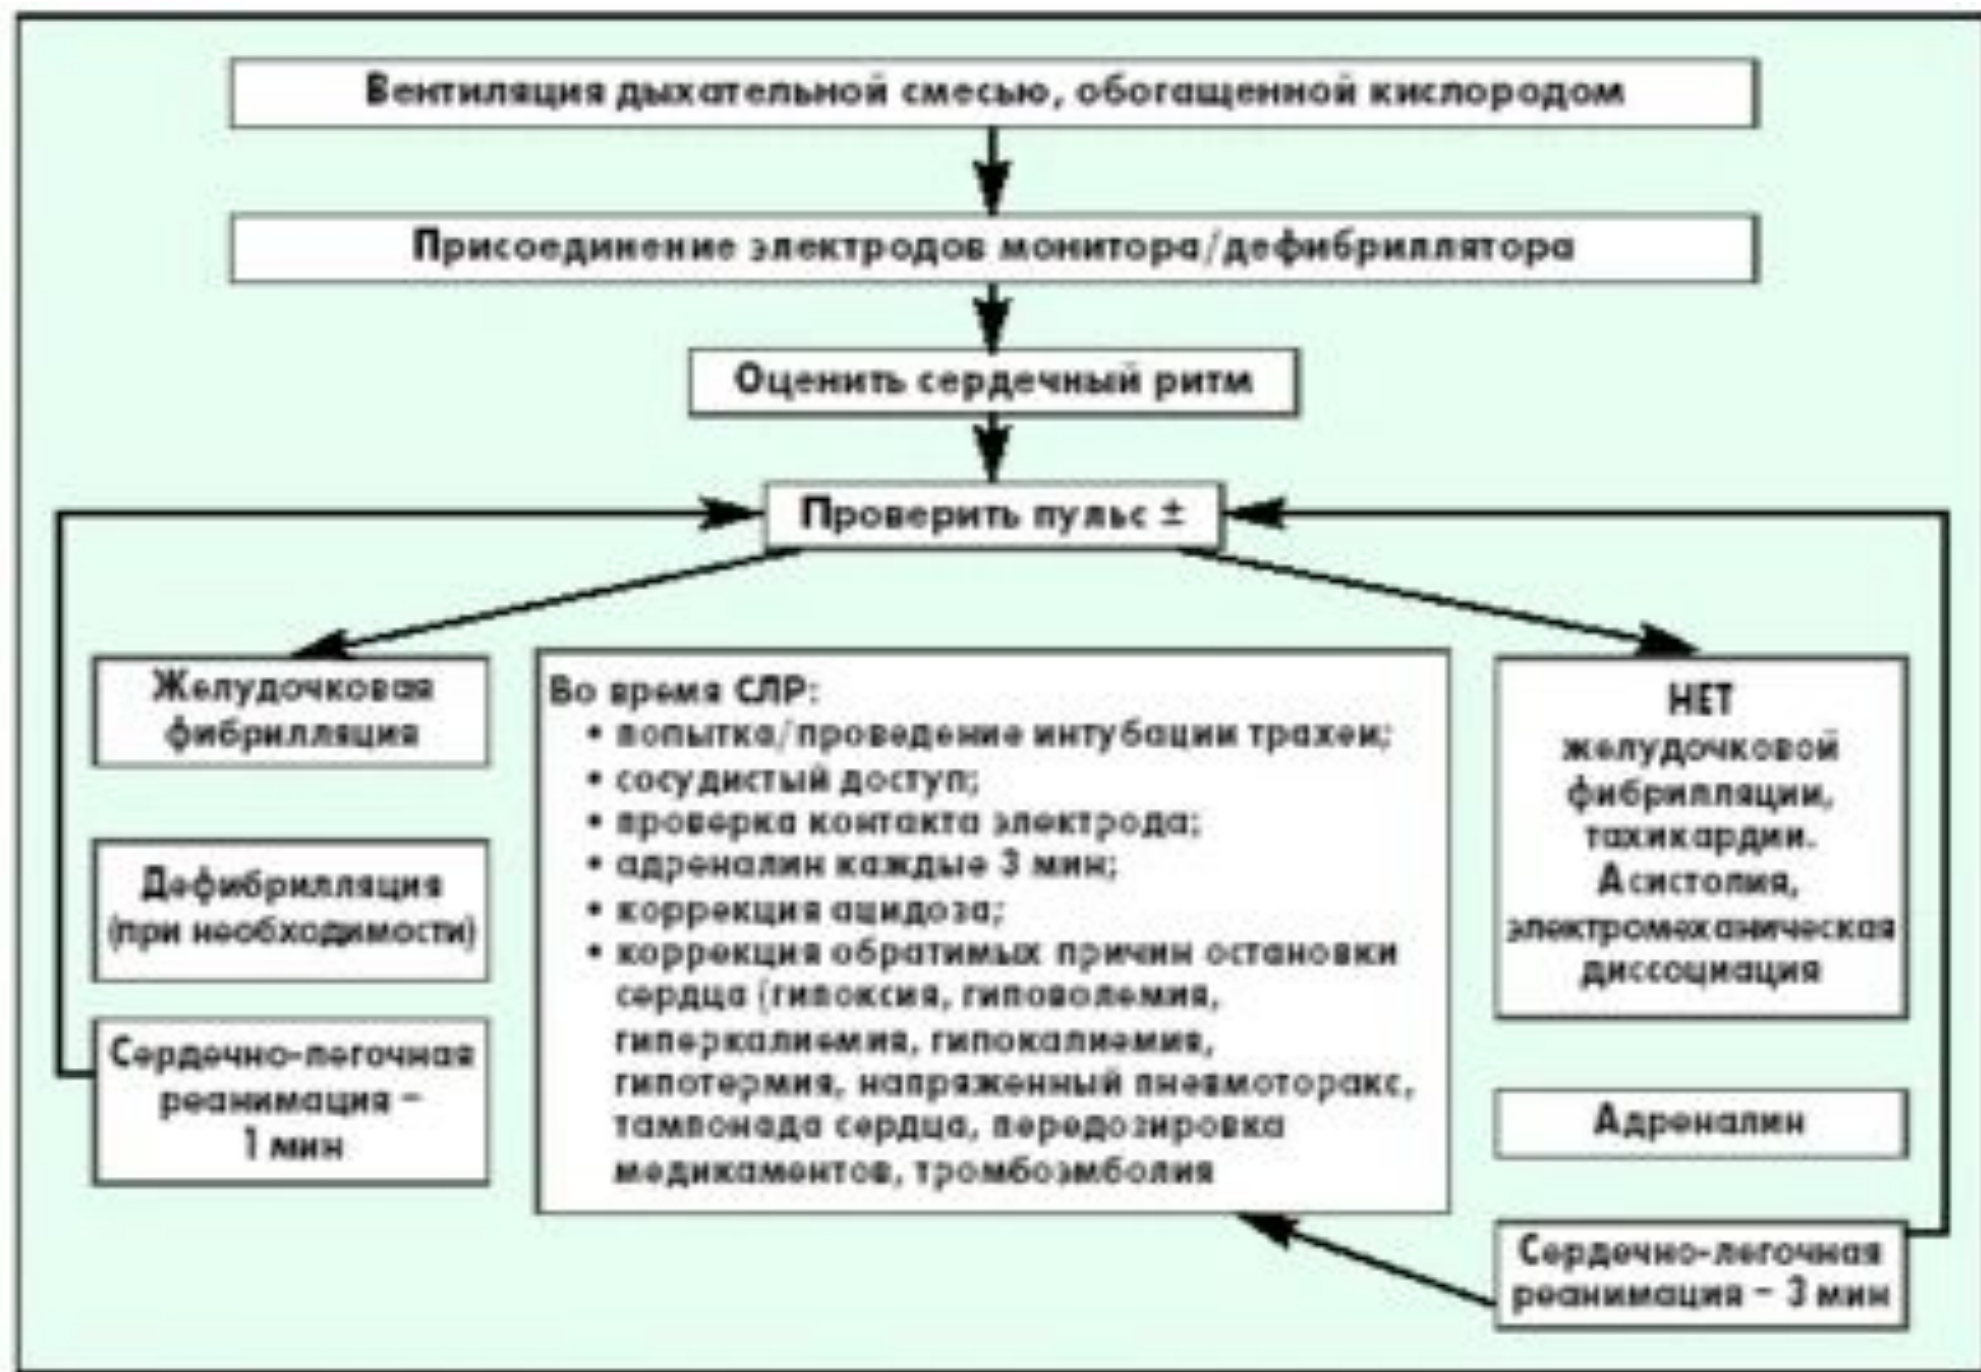 Вентиляция дыхательной смесью, обогащенной кислородом
Присоединение электродов монитора/дефибриллятора
Оценить сердечный ритм
Проверить пульс ±
Желудочковая
фибрилляция
Дефибрилляция
(при необходимости)
Сердечно-легочная
реанимация –
1 мин
Во время СЛР:
• попытка/проведение интубации трахеи;
• сосудистый доступ;
• проверка контакта электрода;
• адреналин каждые 3 мин;
• коррекция ацидоза;
• коррекция обратимых причин остановки
сердца (гипоксия, гиповолемия,
гиперкалиемия, гипокалиемия,
гипотермия, напряженный пневмоторакс,
тампонада сердца, передозировка
медикаментов, тромбоэмболия
НЕТ
желудочковой
фибрилляции,
тахикардии.
Асистолия,
электромеханическая
диссоциация
Адреналин
Сердечно-легочная
реанимация – 3 мин